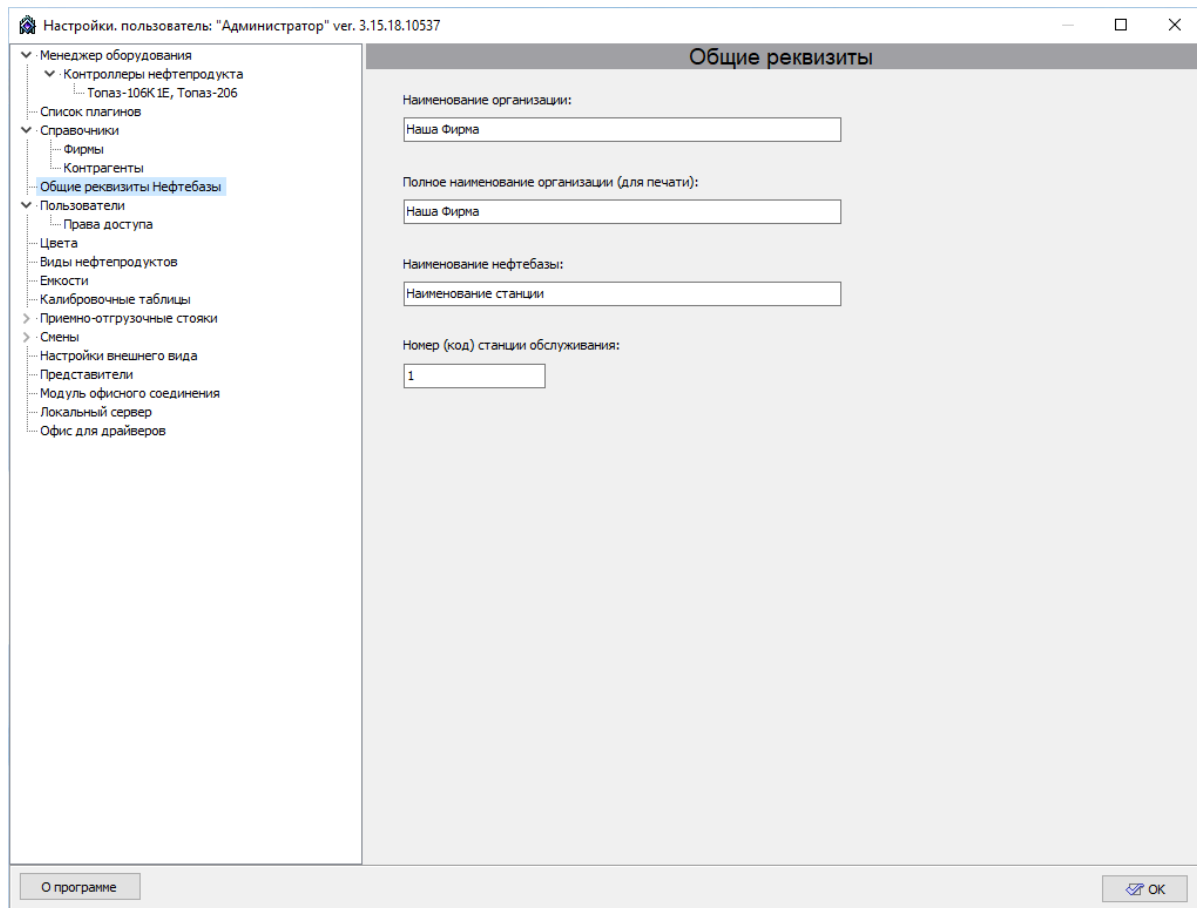 Настройки. пользователь: "Администратор" ver. 3.15.18.10537
Менеджер оборудования
Контроллеры нефтепродукта
Топаз-106К1Е, Топаз-206
Список плагинов
Справочники
Фирмы
Контрагенты
Общие реквизиты Нефтебазы
Пользователи
Права доступа
Цвета
Виды нефтепродуктов
Емкости
Калибровочные таблицы
Приемно-отгрузочные стояки
Смены
Настройки внешнего вида
Представители
Модуль офисного соединения
Локальный сервер
Офис для драйверов
Общие реквизиты
Наименование организации:
Наша Фирма
Полное наименование организации (для печати):
Наша Фирма
Наименование нефтебазы:
Наименование станции
Номер (код) станции обслуживания:
1
О программе
ОК